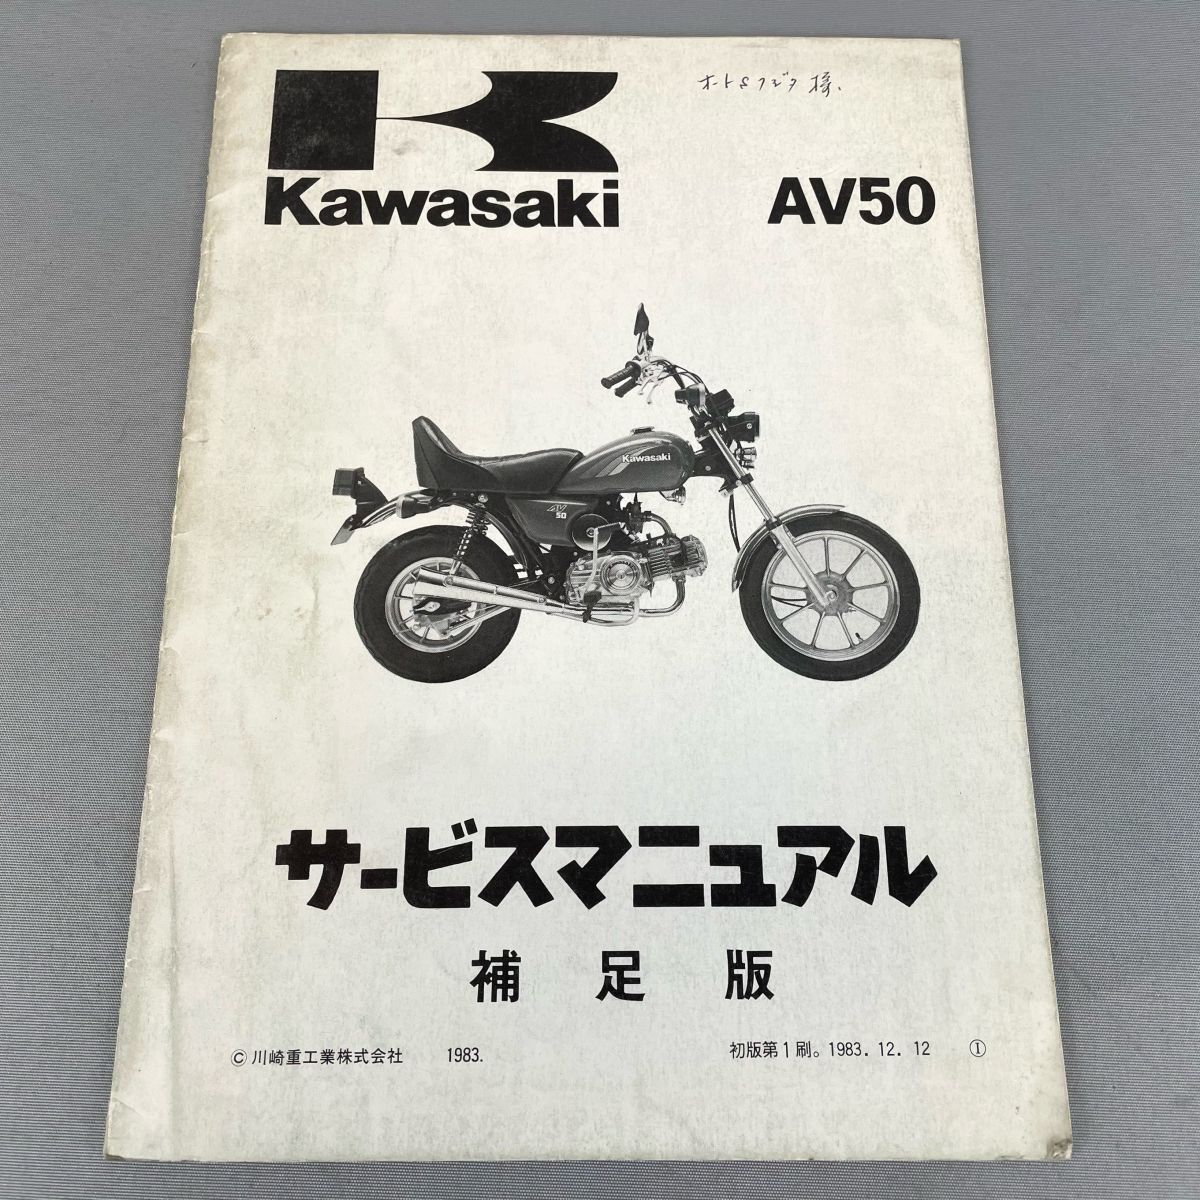 オートSフジタ 様.
Kawasaki
AV50
Kawasaki
AV
50
サービスマニュアル
補足版
©川崎重工業株式会社 1983.
初版第1刷。1983.12.12 ①